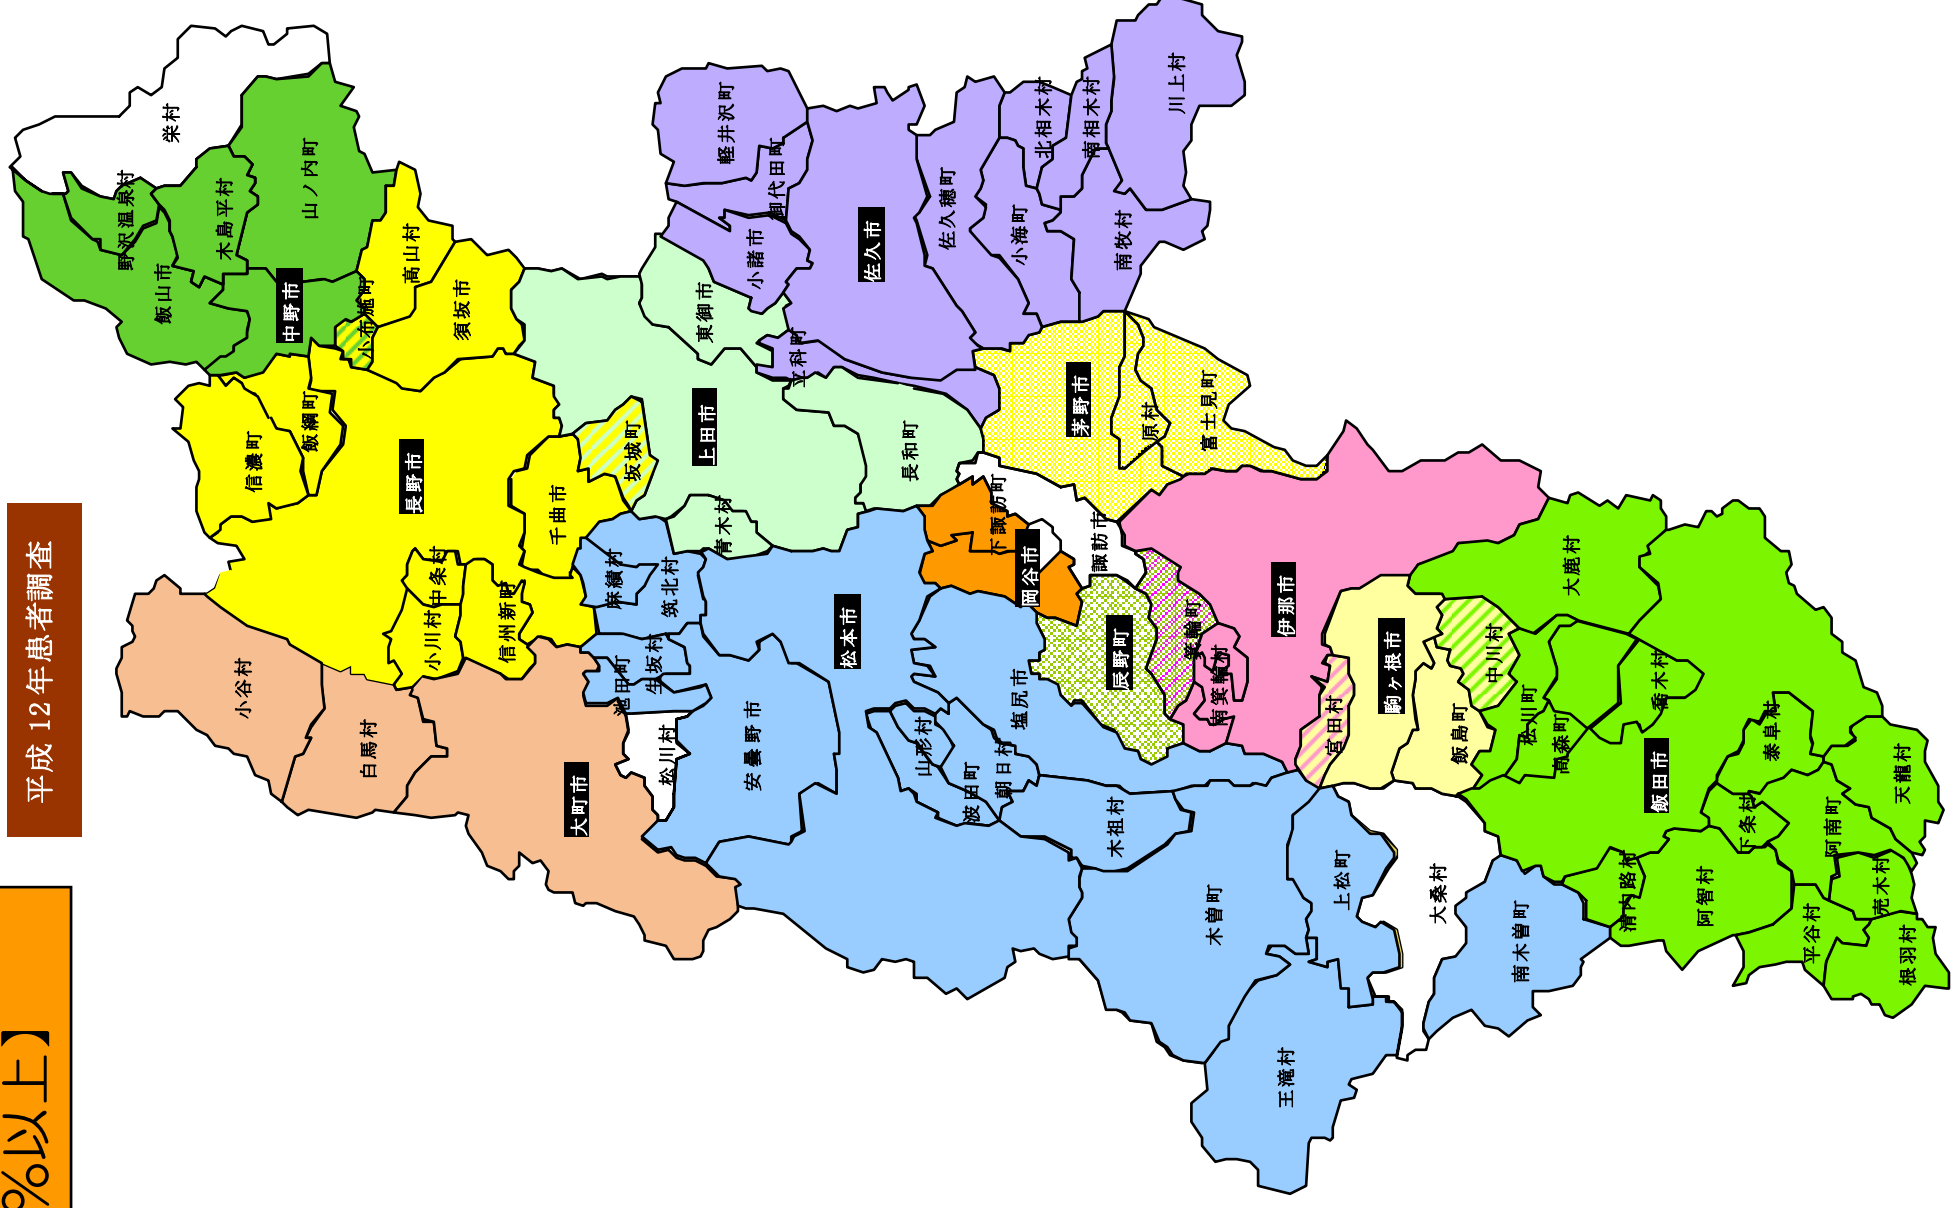 平成 12 年患者調査
%以上】
栄村
野沢温泉村
飯山市
木島平村
山ノ内町
中野市
小布施町
高山村
須坂市
信濃町
飯綱町
長野市
千曲市
坂城町
小川村
中条村
信州新町
小谷村
白馬村
大町市
松川村
池田町
生坂村
麻績村
筑北村
安曇野市
松本市
青木村
上田市
東御市
長和町
立科町
小諸市
御代田町
軽井沢町
佐久市
佐久穂町
小海町
北相木村
南相木村
川上村
南牧村
茅野市
原村
富士見町
下諏訪町
岡谷市
諏訪市
辰野町
箕輪町
南箕輪村
伊那市
宮田村
駒ヶ根市
飯島町
中川村
塩尻市
山形村
波田町
朝日村
木祖村
木曽町
王滝村
上松町
大桑村
南木曽町
大鹿村
松川町
高森町
喬木村
飯田市
泰阜村
下条村
阿南町
天龍村
清内路村
阿智村
平谷村
売木村
根羽村